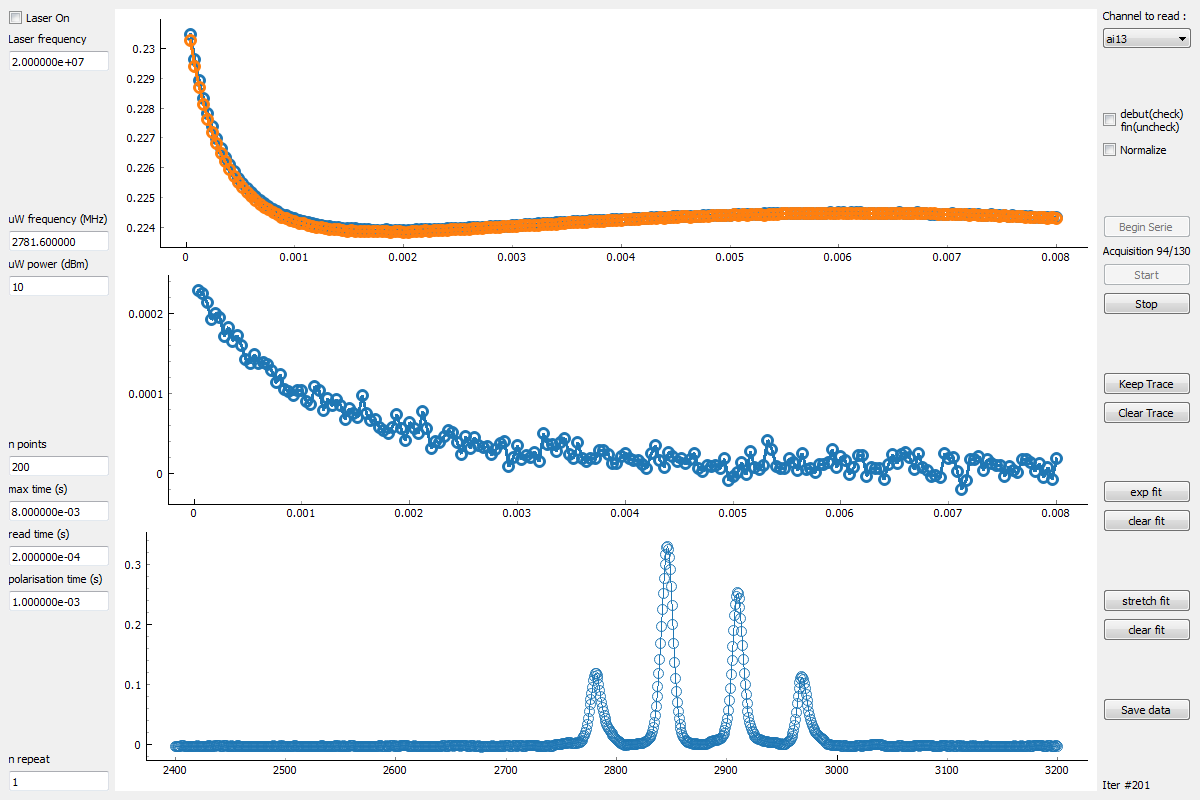 Laser On
Laser frequency
2.000000e+07
uW frequency (MHz)
2781.600000
uW power (dBm)
10
n points
200
max time (s)
8.000000e-03
read time (s)
2.000000e-04
polarisation time (s)
1.000000e-03
n repeat
1
0.23
0.229
0.228
0.227
0.226
0.225
0.224
0 0.001 0.002 0.003 0.004 0.005 0.006 0.007 0.008
0.0002
0.0001
0
0 0.001 0.002 0.003 0.004 0.005 0.006 0.007 0.008
0.3
0.2
0.1
0
2400 2500 2600 2700 2800 2900 3000 3100 3200
Channel to read :
ai13
debut(check)
fin(uncheck)
Normalize
Begin Serie
Acquisition 94/130
Start
Stop
Keep Trace
Clear Trace
exp fit
clear fit
stretch fit
clear fit
Save data
Iter #201